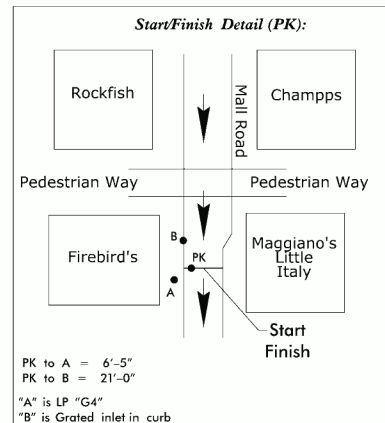 Start/Finish Detail (PK):
Rockfish
Mall Road
Champps
Pedestrian Way
Pedestrian Way
B
Firebird's
PK
Maggiano's
Little
Italy
A
Start
Finish
PK to A = 6'-5"
PK to B = 21'-0"
"A" is LP "G4"
"B" is Grated inlet in curb